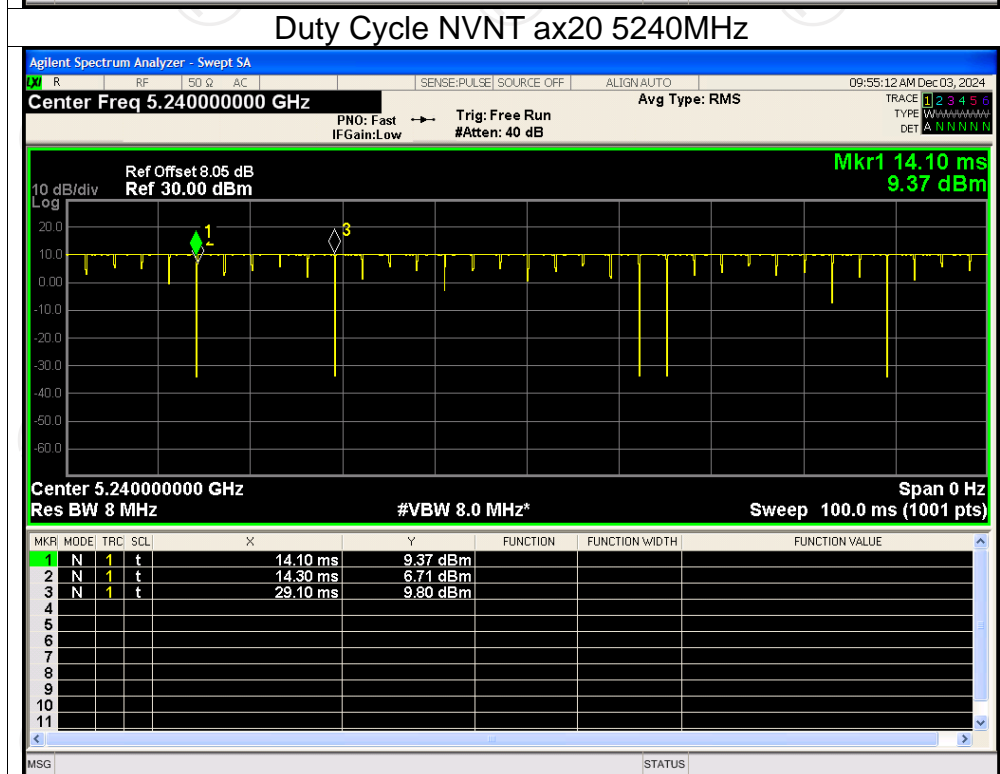 Duty Cycle NVNT ax20 5240MHz
Agilent Spectrum Analyzer - Swept SA
LXI R RF 50 Ω AC SENSE:PULSE SOURCE OFF ALIGN AUTO 09:55:12 AM Dec 03, 2024
Center Freq 5.240000000 GHz Avg Type: RMS TRACE 1 2 3 4 5 6
PNO: Fast Trig: Free Run TYPE WWWWWW
IFGain:Low #Atten: 40 dB DET A N N N N N
Mkr1 14.10 ms
Ref Offset 8.05 dB
10 dB/div Ref 30.00 dBm 9.37 dBm
Log
20.0
1 2 3
10.0
0.00
-10.0
-20.0
-30.0
-40.0
-50.0
-60.0
Center 5.240000000 GHz Span 0 Hz
Res BW 8 MHz #VBW 8.0 MHz* Sweep 100.0 ms (1001 pts)
MKR MODE TRC SCL X Y FUNCTION FUNCTION WIDTH FUNCTION VALUE
1 N 1 t 14.10 ms 9.37 dBm
2 N 1 t 14.30 ms 6.71 dBm
3 N 1 t 29.10 ms 9.80 dBm
4
5
6
7
8
9
10
11
MSG STATUS